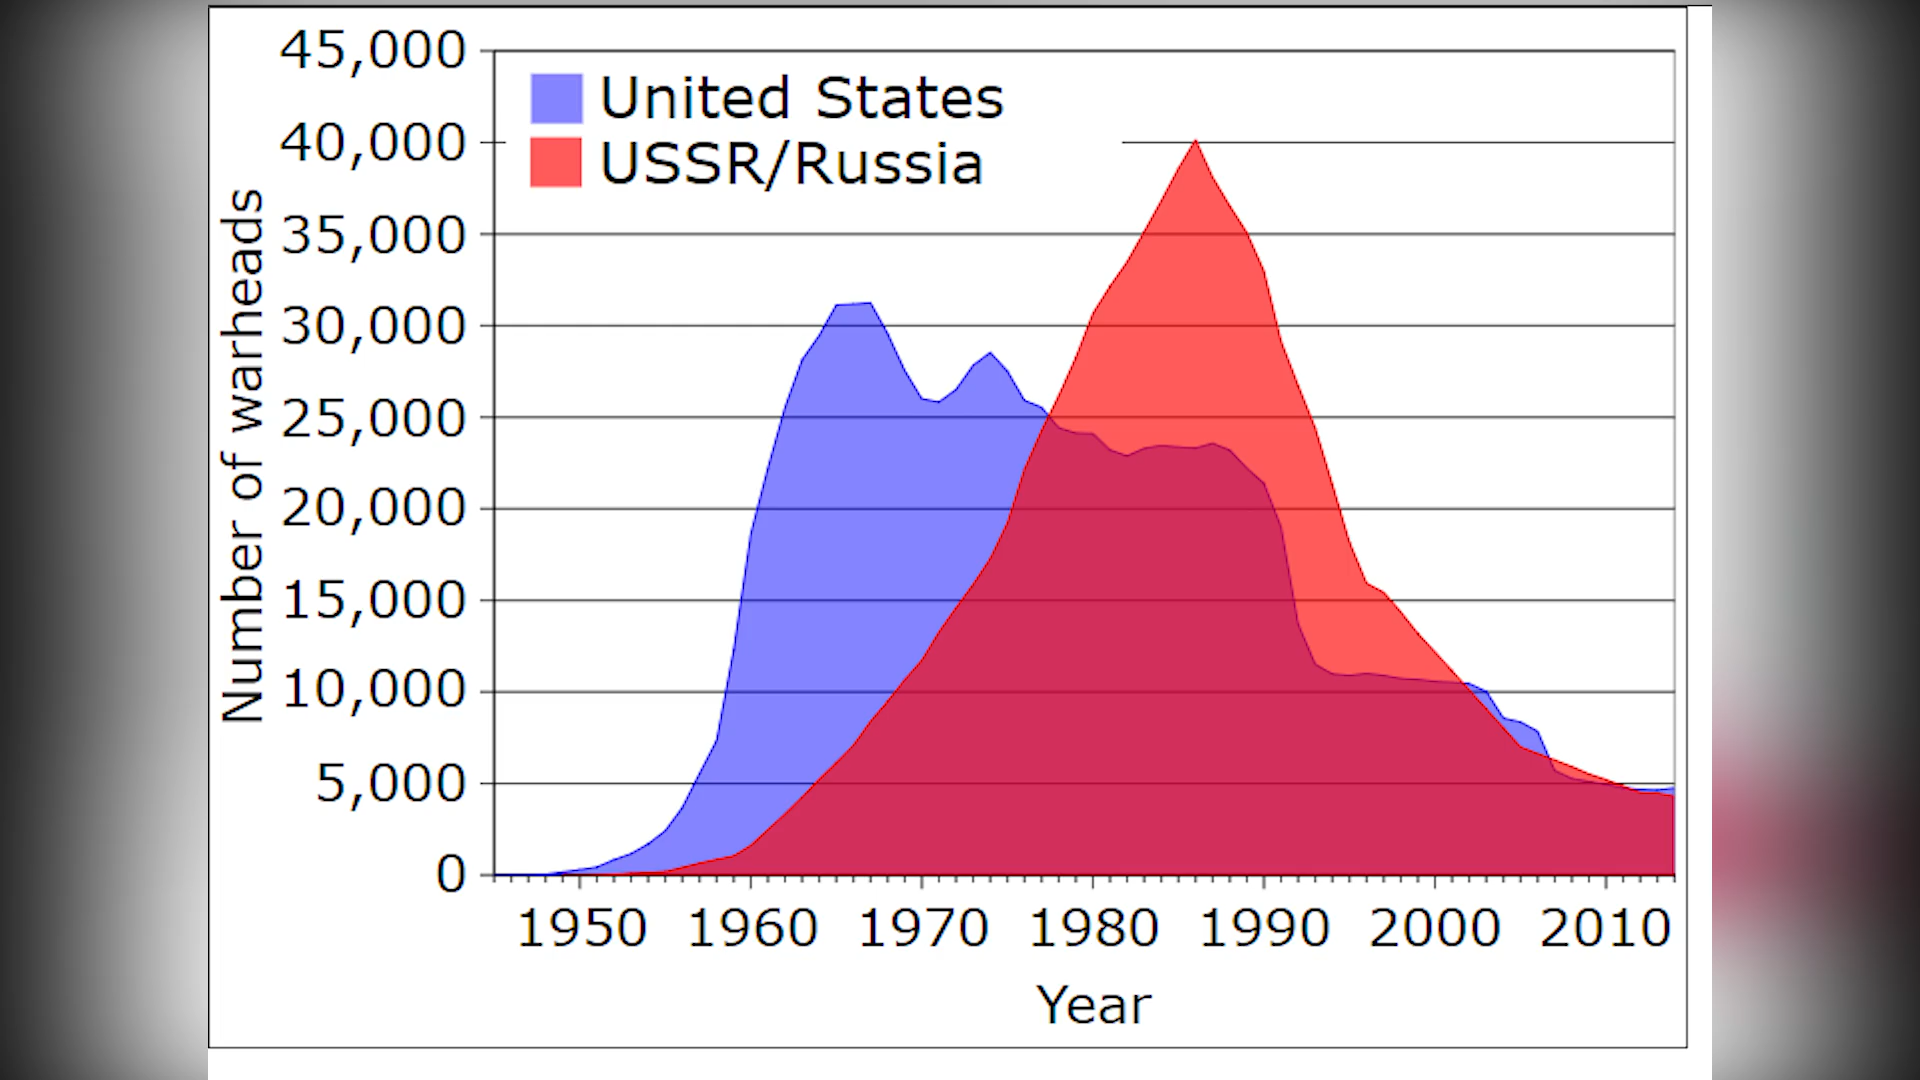 45,000
United States
40,000
USSR/Russia
35,000
30,000
25,000
20,000
15,000
10,000
5,000
0
Number of warheads
1950 1960 1970 1980 1990 2000 2010
Year